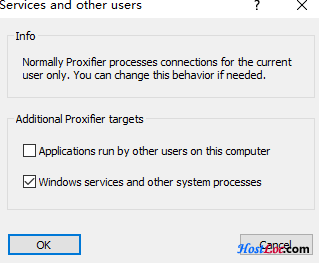 Services and other users
?
Info
Normally Proxifier processes connections for the current
user only. You can change this behavior if needed.
Additional Proxifier targets
Applications run by other users on this computer
Windows services and other system processes
OK
Cancel
HostLoc.com